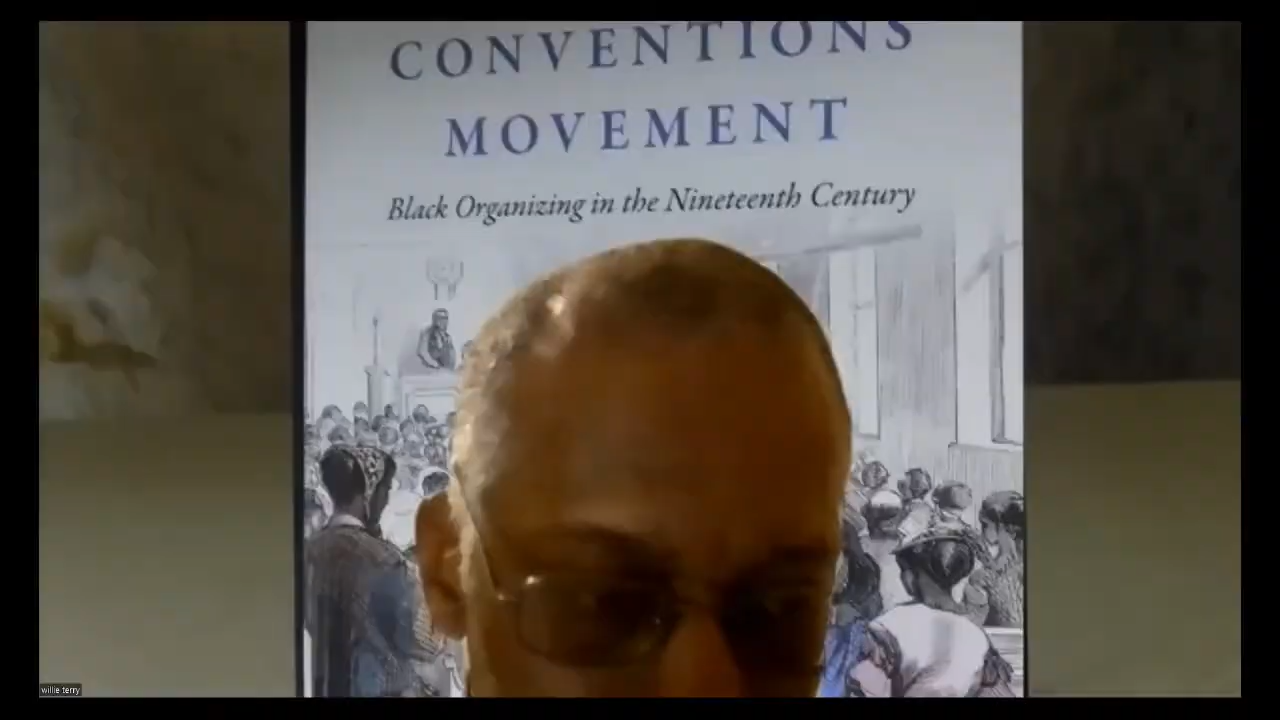 CONVENTIONS
MOVEMENT
Black Organizing in the Nineteenth Century
willie terry